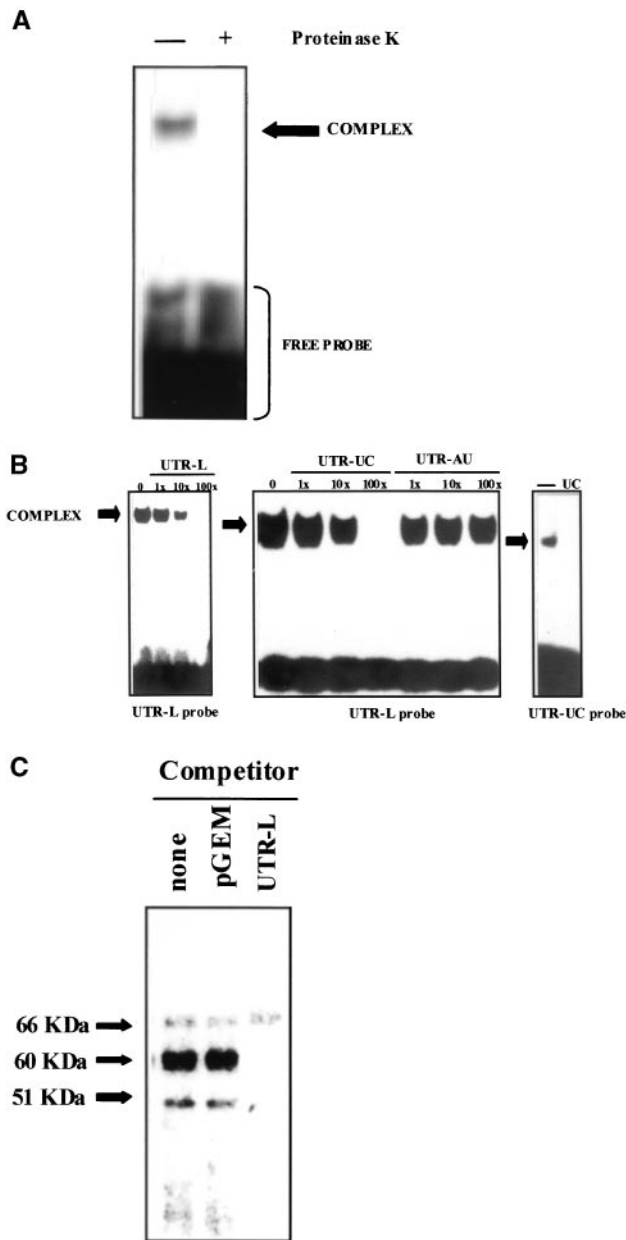 A
— + Proteinase K
COMPLEX
FREE PROBE
B
UTR-L
0 1x 10x 100x
UTR-UC UTR-AU
0 1x 10x 100x 1x 10x 100x
— UC
COMPLEX
UTR-L probe
UTR-L probe
UTR-UC probe
C
Competitor
none pGEM UTR-L
66 KDa
60 KDa
51 KDa